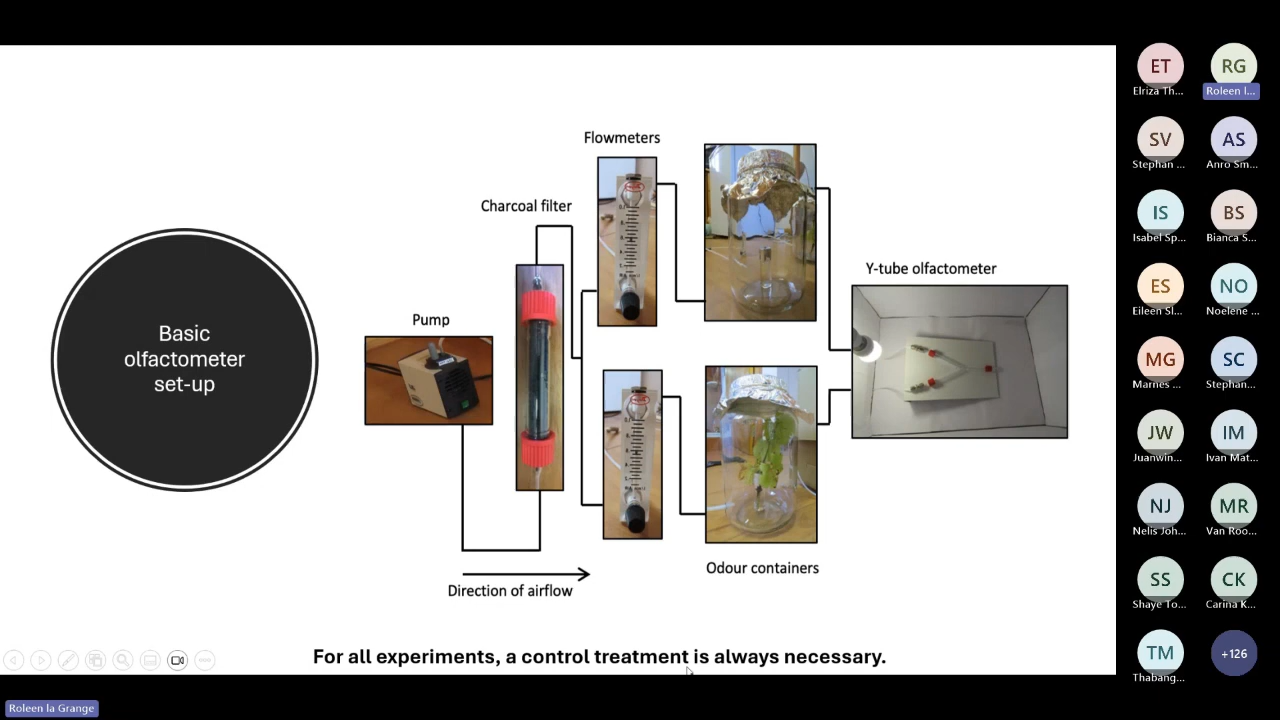 Basic
olfactometer
set-up
Pump
Charcoal filter
Flowmeters
Y-tube olfactometer
Odour containers
Direction of airflow
For all experiments, a control treatment is always necessary.
ET
Elriza Th...
RG
Roleen l...
SV
Stephan ...
AS
Anro Sm...
IS
Isabel Sp...
BS
Bianca S...
ES
Eileen Sl...
NO
Noelene ...
MG
Marnes ...
SC
Stephan...
JW
Juanwin...
IM
Ivan Mat...
NJ
Nelis Joh...
MR
Van Roo...
SS
Shaye To...
CK
Carina K...
TM
Thabang...
+126
Roleen la Grange